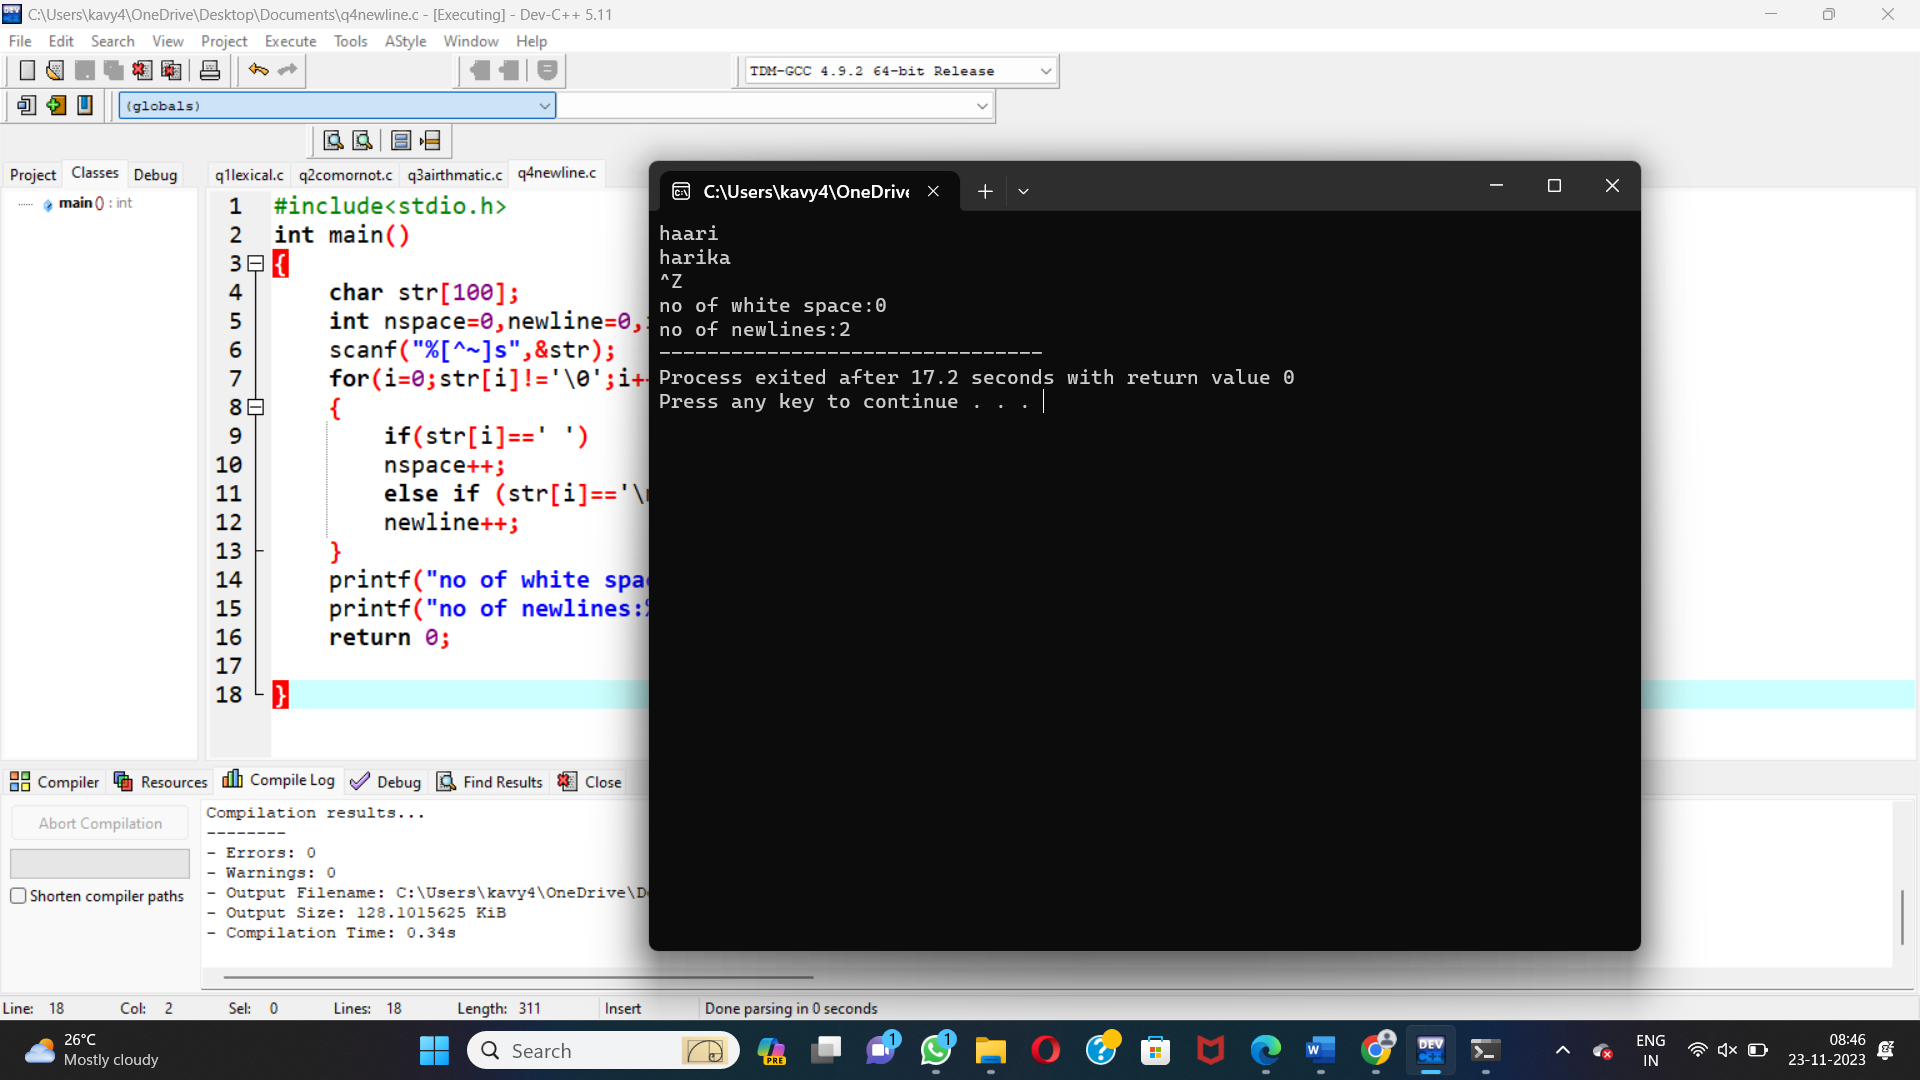 C:\Users\kavy4\OneDrive\Desktop\Documents\q4newline.c - [Executing] - Dev-C++ 5.11
File Edit Search View Project Execute Tools AStyle Window Help
TDM-GCC 4.9.2 64-bit Release
(globals)
Project Classes Debug
q1lexical.c q2comornot.c q3airthmatic.c q4newline.c
main () : int
1 #include<stdio.h>
2 int main()
3 {
4 char str[100];
5 int nspace=0,newline=0,
6 scanf("%[^~]s",&str);
7 for(i=0;str[i]!='\0';i+
8 {
9 if(str[i]==' ')
10 nspace++;
11 else if (str[i]=='\
12 newline++;
13 }
14 printf("no of white spa
15 printf("no of newlines:
16 return 0;
17
18 }
C:\Users\kavy4\OneDrive
haari
harika
^Z
no of white space:0
no of newlines:2
--------------------------------
Process exited after 17.2 seconds with return value 0
Press any key to continue . . .
Compiler Resources Compile Log Debug Find Results Close
Abort Compilation
Shorten compiler paths
Compilation results...
--------
- Errors: 0
- Warnings: 0
- Output Filename: C:\Users\kavy4\OneDrive\D
- Output Size: 128.1015625 KiB
- Compilation Time: 0.34s
Line: 18 Col: 2 Sel: 0 Lines: 18 Length: 311 Insert Done parsing in 0 seconds
26°C
Mostly cloudy
Search
PRE
1
1
DEV
C++
ENG
IN
08:46
23-11-2023